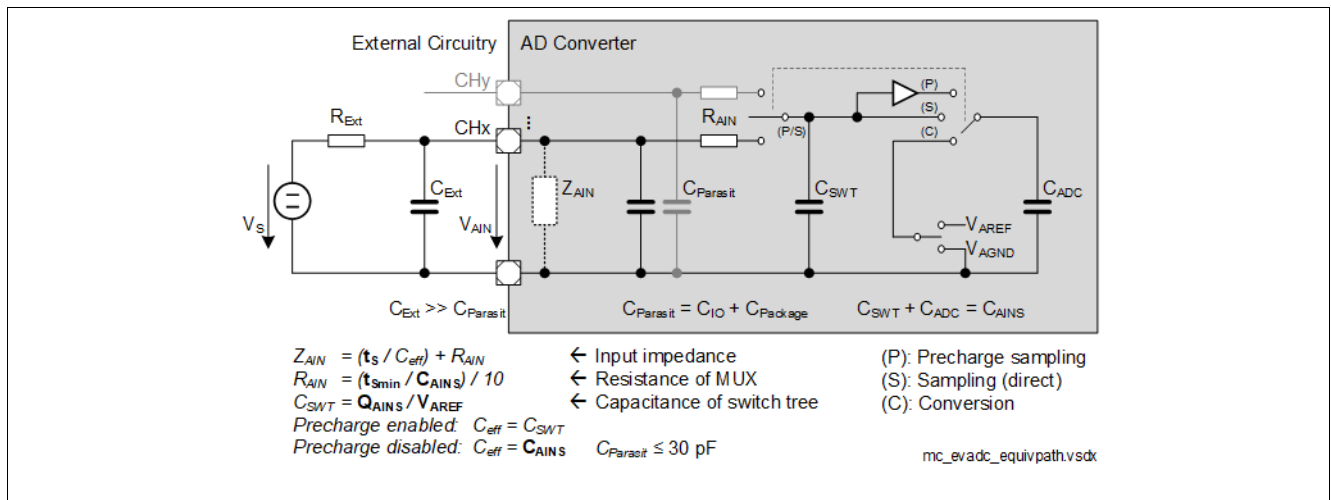 External Circuitry
AD Converter
CHy
(P)
RExt
CHx
⋮
RAIN
(P/S)
(S)
(C)
VS
CExt
VAIN
ZAIN
CParasit
CSWT
CADC
VAREF
VAGND
CExt >> CParasit
CParasit = CIO + CPackage
CSWT + CADC = CAINS
ZAIN = (tS / Ceff) + RAIN ← Input impedance
(P): Precharge sampling
RAIN = (tSmin / CAINS) / 10 ← Resistance of MUX
(S): Sampling (direct)
CSWT = QAINS / VAREF ← Capacitance of switch tree
(C): Conversion
Precharge enabled: Ceff = CSWT
Precharge disabled: Ceff = CAINS CParasit ≤ 30 pF
mc_evadc_equivpath.vsdx